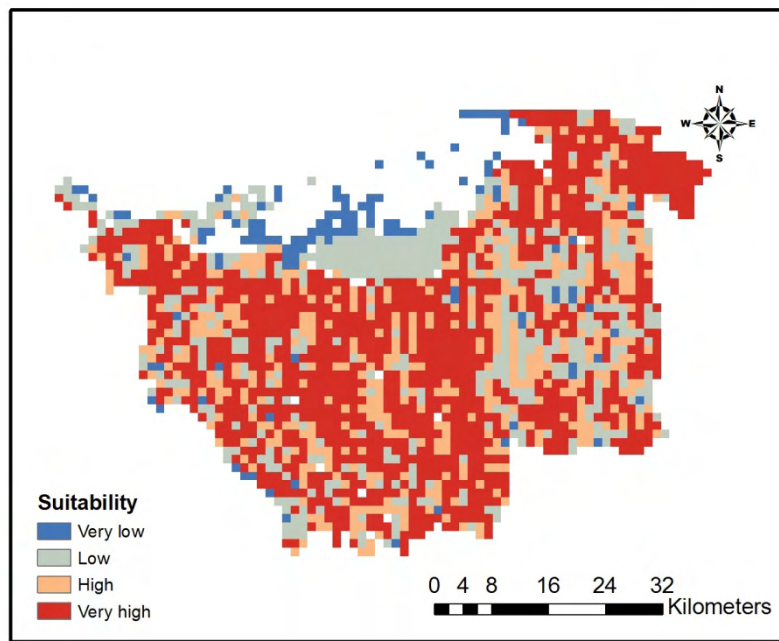 N
W E
S
Suitability
Very low
Low
High
Very high
0 4 8 16 24 32
Kilometers